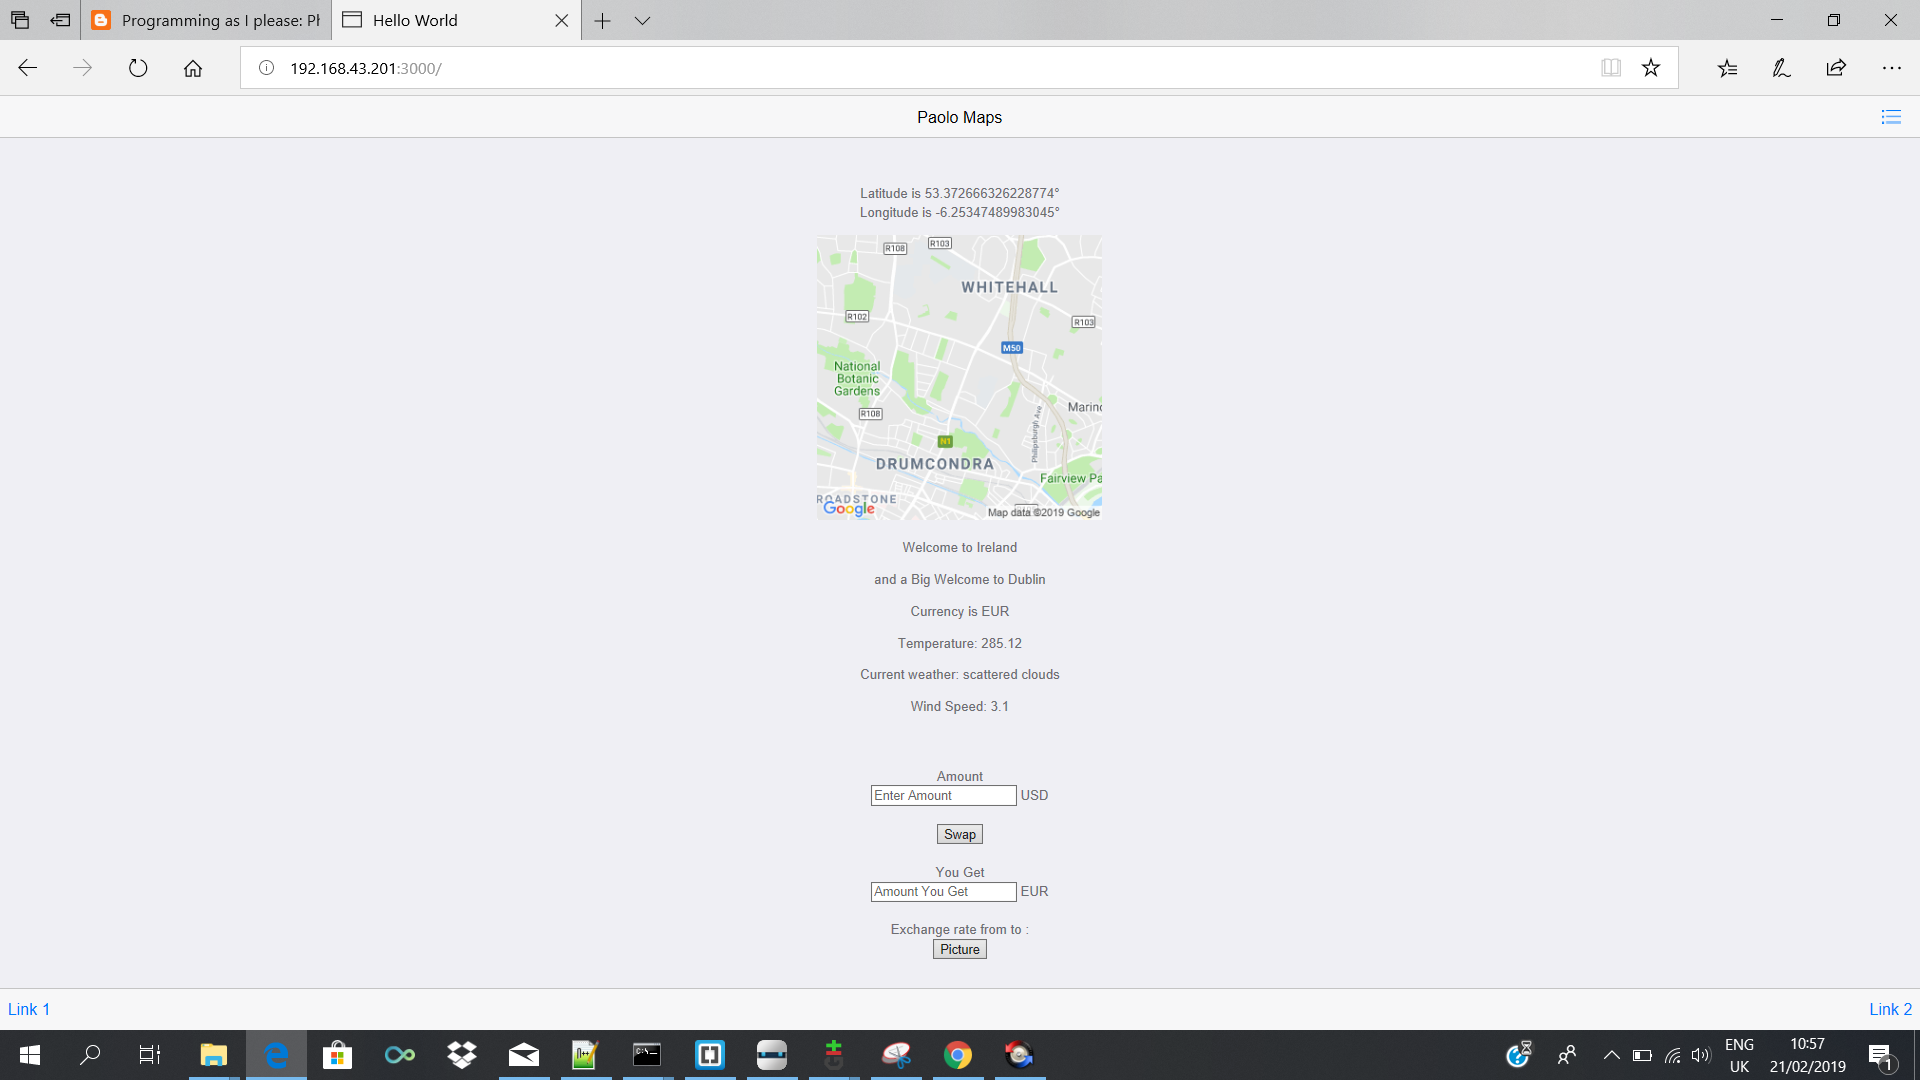 Programming as I please: Ph
Hello World
192.168.43.201:3000/
Paolo Maps
Latitude is 53.372666326228774°
Longitude is -6.25347489983045°
R108
R103
WHITEHALL
R102
R103
M50
National
Botanic
Gardens
R108
Marino
Philipsburgh Ave
N1
DRUMCONDRA
Fairview Pa
ROADSTONE
Google
Map data ©2019 Google
Welcome to Ireland
and a Big Welcome to Dublin
Currency is EUR
Temperature: 285.12
Current weather: scattered clouds
Wind Speed: 3.1
Amount
Enter Amount USD
Swap
You Get
Amount You Get EUR
Exchange rate from to :
Picture
Link 1
Link 2
ENG
UK
10:57
21/02/2019
1